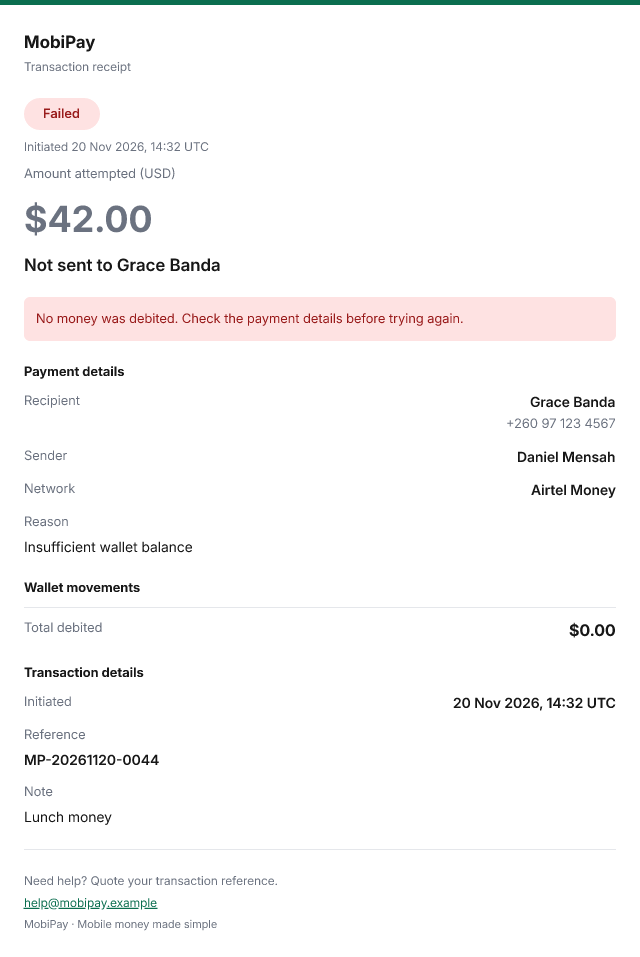 MobiPay
Transaction receipt
Failed
Initiated 20 Nov 2026, 14:32 UTC
Amount attempted (USD)
$42.00
Not sent to Grace Banda
No money was debited. Check the payment details before trying again.
Payment details
Recipient
Grace Banda
+260 97 123 4567
Sender
Daniel Mensah
Network
Airtel Money
Reason
Insufficient wallet balance
Wallet movements
Total debited
$0.00
Transaction details
Initiated
20 Nov 2026, 14:32 UTC
Reference
MP-20261120-0044
Note
Lunch money
Need help? Quote your transaction reference.
help@mobipay.example
MobiPay · Mobile money made simple